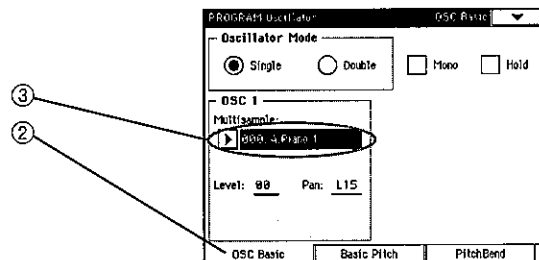 PROGRAM Oscillator OSC Basic
Oscillator Mode
Single Double Mono Hold
③
OSC 1
②
Multisample:
000: A.Piano 1
Level: 00 Pan: L15
OSC Basic Basic Pitch PitchBend